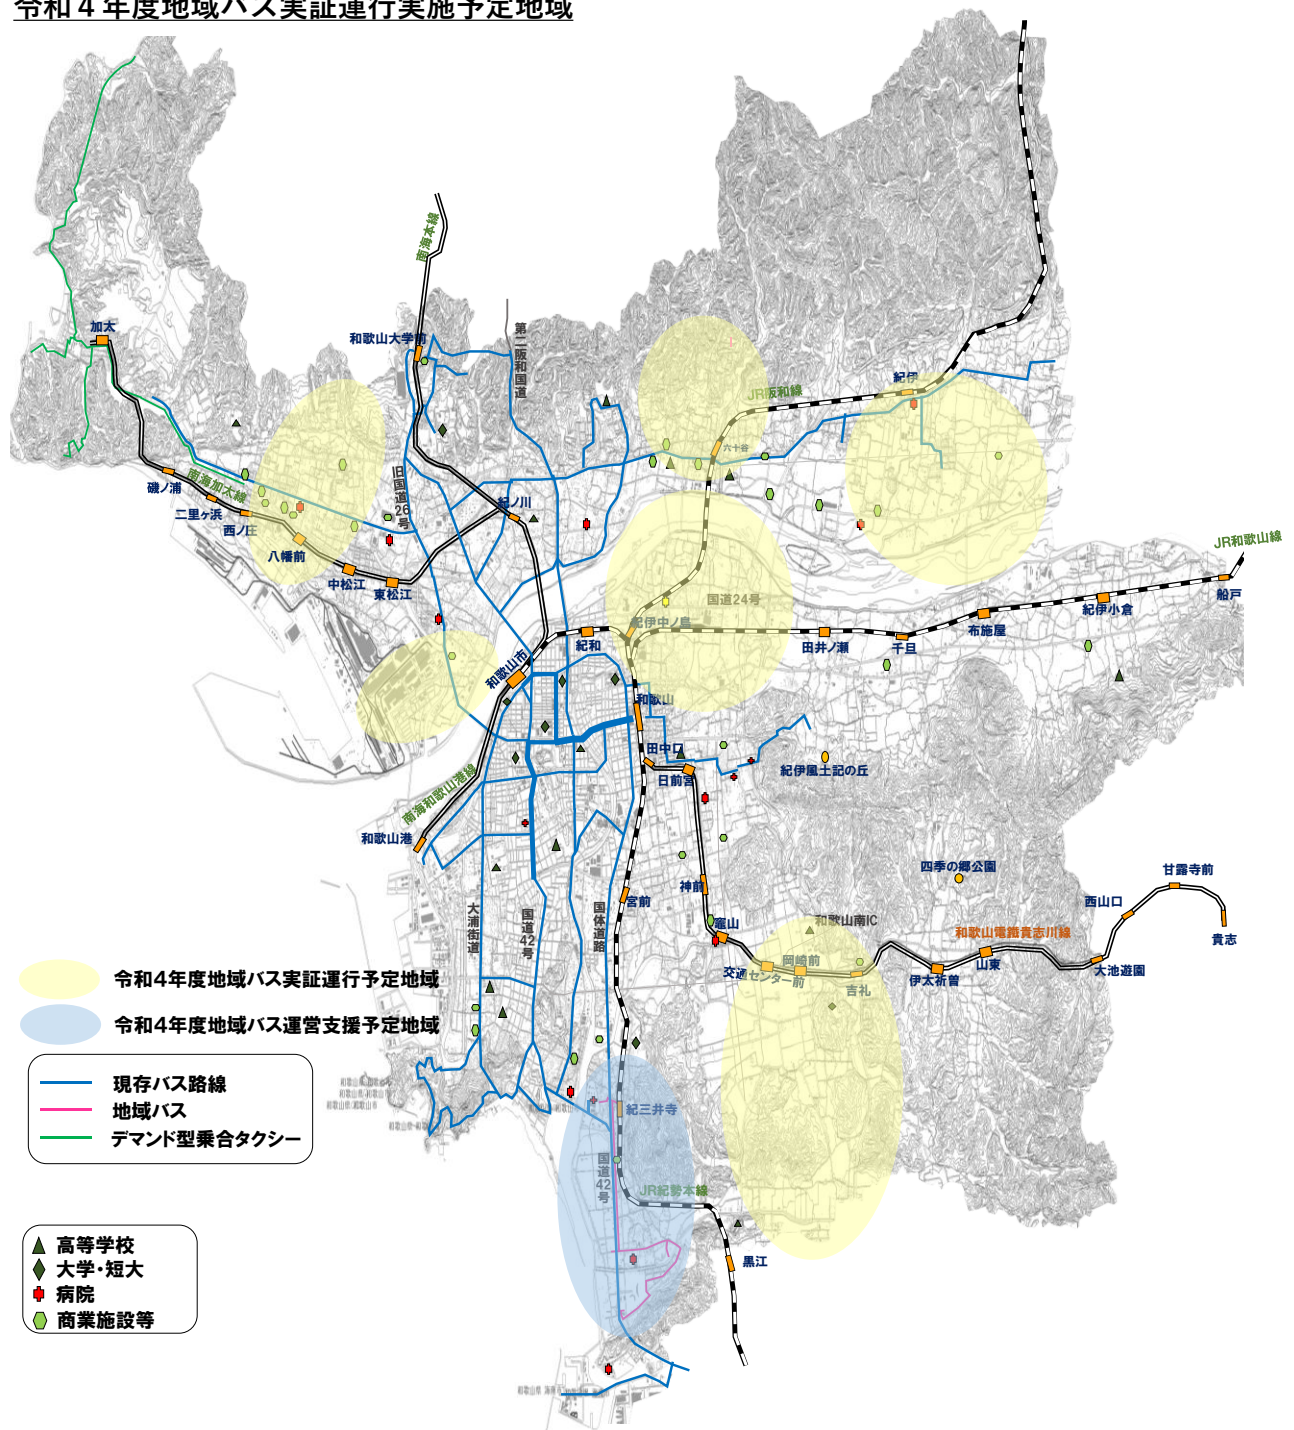 令和４年度地域バス実証運行実施予定地域
南海本線
加太
和歌山大学前
第二阪和国道
紀伊
JR阪和線
六十谷
南海加太線
旧国道26号
磯ノ浦
二里ヶ浜
西ノ庄
紀ノ川
八幡前
中松江
東松江
JR和歌山線
船戸
国道24号
紀伊中ノ島
紀伊小倉
布施屋
紀和
田井ノ瀬
千旦
和歌山市
和歌山
田中口
日前宮
紀伊風土記の丘
南海和歌山港線
和歌山港
四季の郷公園
甘露寺前
神前
宮前
西山口
大浦街道
国道42号
国体道路
竈山
和歌山南IC
和歌山電鐵貴志川線
貴志
岡崎前
交通センター前
吉礼
伊太祈曽
山東
大池遊園
令和4年度地域バス実証運行予定地域
令和4年度地域バス運営支援予定地域
現存バス路線
地域バス
デマンド型乗合タクシー
紀三井寺
国道42号
JR紀勢本線
黒江
高等学校
大学・短大
病院
商業施設等